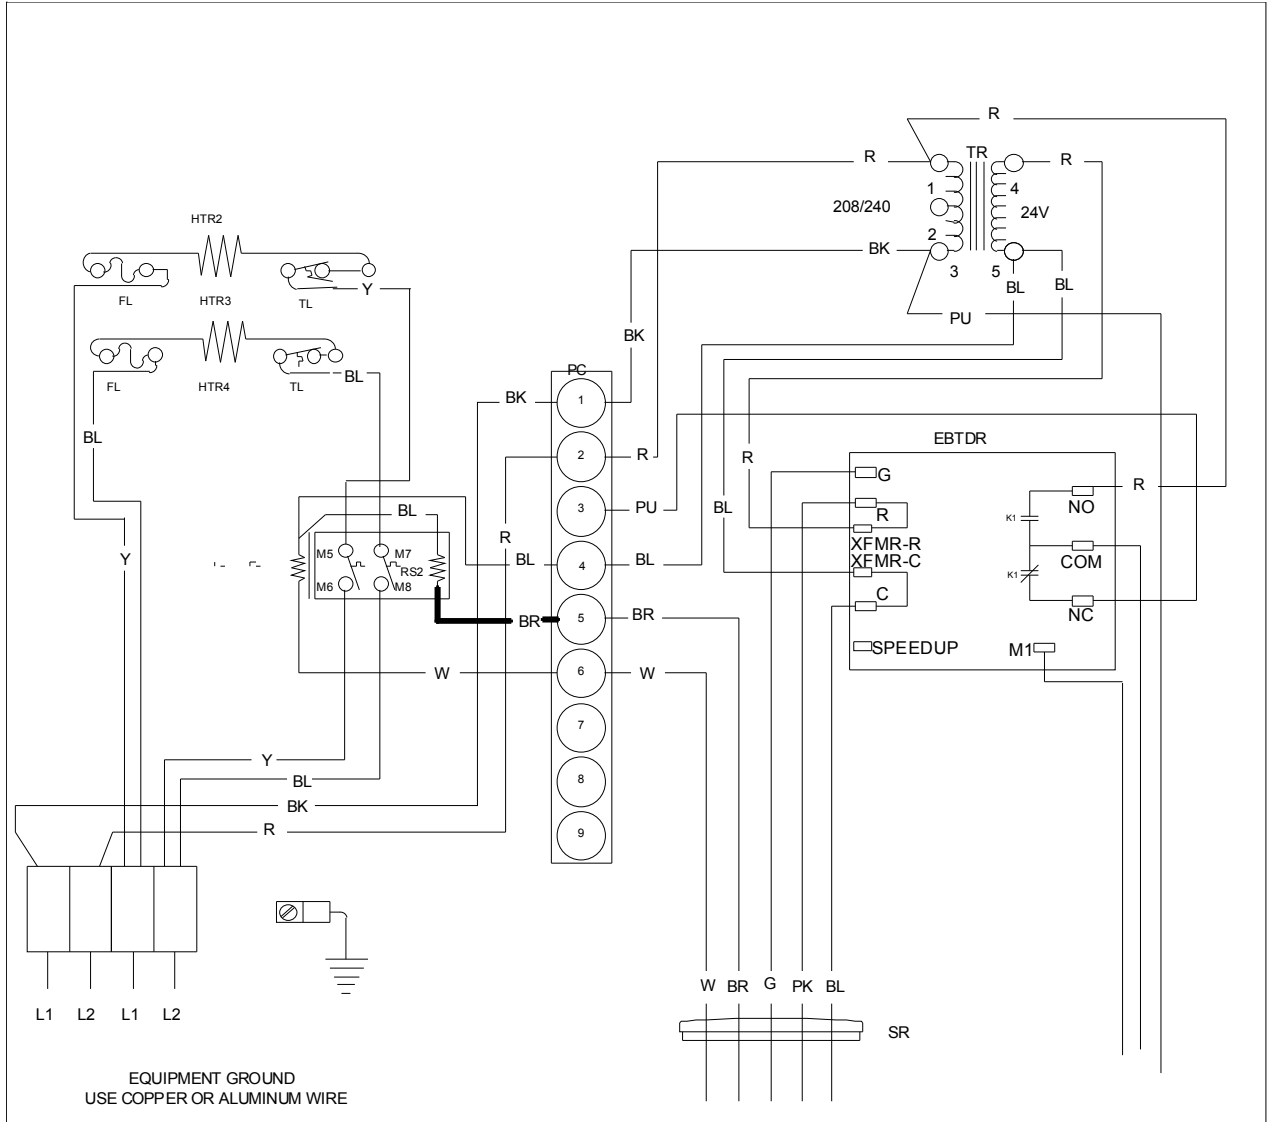 R
R
TR
R
1
4
208/240
24V
2
BK
3
5
BL
BL
PU
HTR2
FL
HTR3
TL
Y
BK
FL
HTR4
TL
BL
PC
BK
1
BL
EBTDR
2
R
R
G
R
NO
BL
3
PU
BL
R
K1
M5
M7
R
XFMR-R
Y
BL
4
BL
XFMR-C
COM
RS2
M6
M8
K1
C
BR
5
BR
NC
SPEEDUP
M1
W
6
W
7
Y
BL
8
BK
R
9
W BR G PK BL
L1 L2 L1 L2
SR
EQUIPMENT GROUND
USE COPPER OR ALUMINUM WIRE